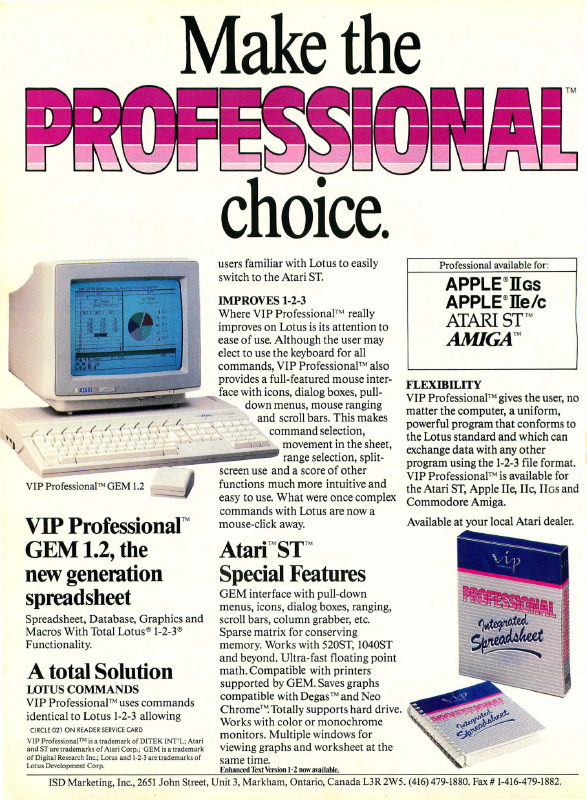 Make the
PROFESSIONAL™
choice.
VIP Professional™ GEM 1.2
VIP Professional™
GEM 1.2, the
new generation
spreadsheet
Spreadsheet, Database, Graphics and
Macros With Total Lotus® 1-2-3®
Functionality.
A total Solution
LOTUS COMMANDS
VIP Professional™ uses commands
identical to Lotus 1-2-3 allowing
CIRCLE 021 ON READER SERVICE CARD
VIP Professional™ is a trademark of DITEK INT'L; Atari
and ST are trademarks of Atari Corp.; GEM is a trademark
of Digital Research Inc.; Lotus and 1-2-3 are trademarks of
Lotus Development Corp.
users familiar with Lotus to easily
switch to the Atari ST.
IMPROVES 1-2-3
Where VIP Professional™ really
improves on Lotus is its attention to
ease of use. Although the user may
elect to use the keyboard for all
commands, VIP Professional™ also
provides a full-featured mouse inter-
face with icons, dialog boxes, pull-
down menus, mouse ranging
and scroll bars. This makes
command selection,
movement in the sheet,
range selection, split-
screen use and a score of other
functions much more intuitive and
easy to use. What were once complex
commands with Lotus are now a
mouse-click away.
Atari™ST™
Special Features
GEM interface with pull-down
menus, icons, dialog boxes, ranging,
scroll bars, column grabber, etc.
Sparse matrix for conserving
memory. Works with 520ST, 1040ST
and beyond. Ultra-fast floating point
math. Compatible with printers
supported by GEM. Saves graphs
compatible with Degas™ and Neo
Chrome™. Totally supports hard drive.
Works with color or monochrome
monitors. Multiple windows for
viewing graphs and worksheet at the
same time.
Enhanced Text Version 1·2 now available.
Professional available for:
APPLE® IIGS
APPLE® IIe/c
ATARI ST™
AMIGA™
FLEXIBILITY
VIP Professional™ gives the user, no
matter the computer, a uniform,
powerful program that conforms to
the Lotus standard and which can
exchange data with any other
program using the 1-2-3 file format.
VIP Professional™ is available for
the Atari ST, Apple IIe, IIc, IIGS and
Commodore Amiga.
Available at your local Atari dealer.
vip
PROFESSIONAL
Integrated
Spreadsheet
vip
PROFESSIONAL
Integrated
Spreadsheet
ISD Marketing, Inc., 2651 John Street, Unit 3, Markham, Ontario, Canada L3R 2W5. (416) 479-1880. Fax # 1-416-479-1882.